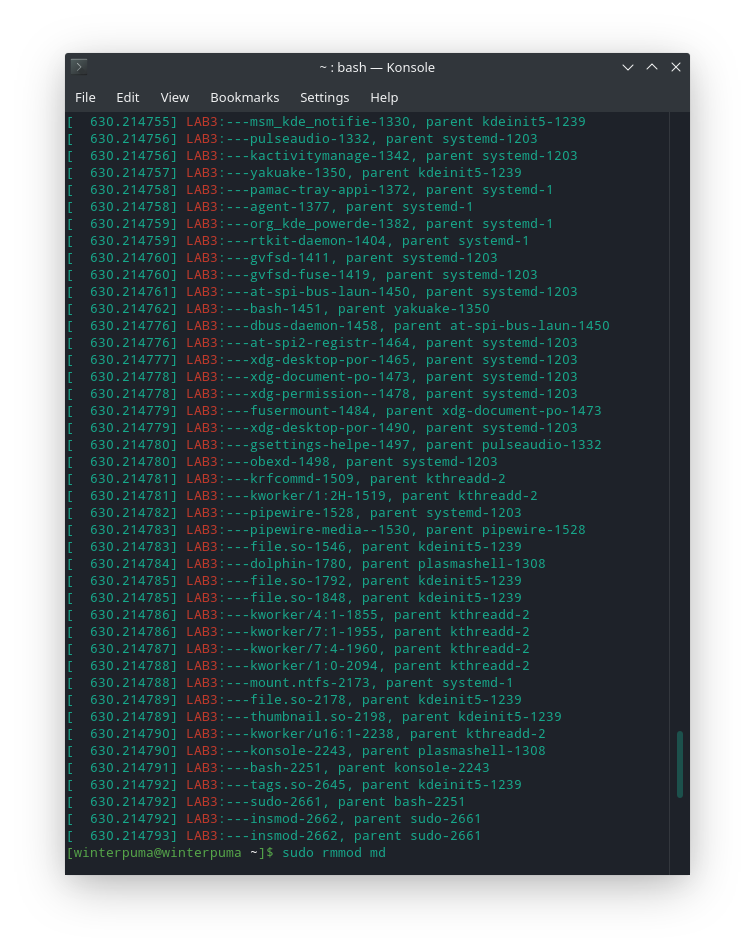 ~ : bash — Konsole
File Edit View Bookmarks Settings Help
[  630.214755] LAB3:---msm_kde_notifie-1330, parent kdeinit5-1239
[  630.214756] LAB3:---pulseaudio-1332, parent systemd-1203
[  630.214756] LAB3:---kactivitymanage-1342, parent systemd-1203
[  630.214757] LAB3:---yakuake-1350, parent kdeinit5-1239
[  630.214758] LAB3:---pamac-tray-appi-1372, parent systemd-1
[  630.214758] LAB3:---agent-1377, parent systemd-1
[  630.214759] LAB3:---org_kde_powerde-1382, parent systemd-1
[  630.214759] LAB3:---rtkit-daemon-1404, parent systemd-1
[  630.214760] LAB3:---gvfsd-1411, parent systemd-1203
[  630.214760] LAB3:---gvfsd-fuse-1419, parent systemd-1203
[  630.214761] LAB3:---at-spi-bus-laun-1450, parent systemd-1203
[  630.214762] LAB3:---bash-1451, parent yakuake-1350
[  630.214776] LAB3:---dbus-daemon-1458, parent at-spi-bus-laun-1450
[  630.214776] LAB3:---at-spi2-registr-1464, parent systemd-1203
[  630.214777] LAB3:---xdg-desktop-por-1465, parent systemd-1203
[  630.214778] LAB3:---xdg-document-po-1473, parent systemd-1203
[  630.214778] LAB3:---xdg-permission--1478, parent systemd-1203
[  630.214779] LAB3:---fusermount-1484, parent xdg-document-po-1473
[  630.214779] LAB3:---xdg-desktop-por-1490, parent systemd-1203
[  630.214780] LAB3:---gsettings-helpe-1497, parent pulseaudio-1332
[  630.214780] LAB3:---obexd-1498, parent systemd-1203
[  630.214781] LAB3:---krfcommd-1509, parent kthreadd-2
[  630.214781] LAB3:---kworker/1:2H-1519, parent kthreadd-2
[  630.214782] LAB3:---pipewire-1528, parent systemd-1203
[  630.214783] LAB3:---pipewire-media--1530, parent pipewire-1528
[  630.214783] LAB3:---file.so-1546, parent kdeinit5-1239
[  630.214784] LAB3:---dolphin-1780, parent plasmashell-1308
[  630.214785] LAB3:---file.so-1792, parent kdeinit5-1239
[  630.214785] LAB3:---file.so-1848, parent kdeinit5-1239
[  630.214786] LAB3:---kworker/4:1-1855, parent kthreadd-2
[  630.214786] LAB3:---kworker/7:1-1955, parent kthreadd-2
[  630.214787] LAB3:---kworker/7:4-1960, parent kthreadd-2
[  630.214788] LAB3:---kworker/1:0-2094, parent kthreadd-2
[  630.214788] LAB3:---mount.ntfs-2173, parent systemd-1
[  630.214789] LAB3:---file.so-2178, parent kdeinit5-1239
[  630.214789] LAB3:---thumbnail.so-2198, parent kdeinit5-1239
[  630.214790] LAB3:---kworker/u16:1-2238, parent kthreadd-2
[  630.214790] LAB3:---konsole-2243, parent plasmashell-1308
[  630.214791] LAB3:---bash-2251, parent konsole-2243
[  630.214792] LAB3:---tags.so-2645, parent kdeinit5-1239
[  630.214792] LAB3:---sudo-2661, parent bash-2251
[  630.214792] LAB3:---insmod-2662, parent sudo-2661
[  630.214793] LAB3:---insmod-2662, parent sudo-2661
[winterpuma@winterpuma ~]$ sudo rmmod md